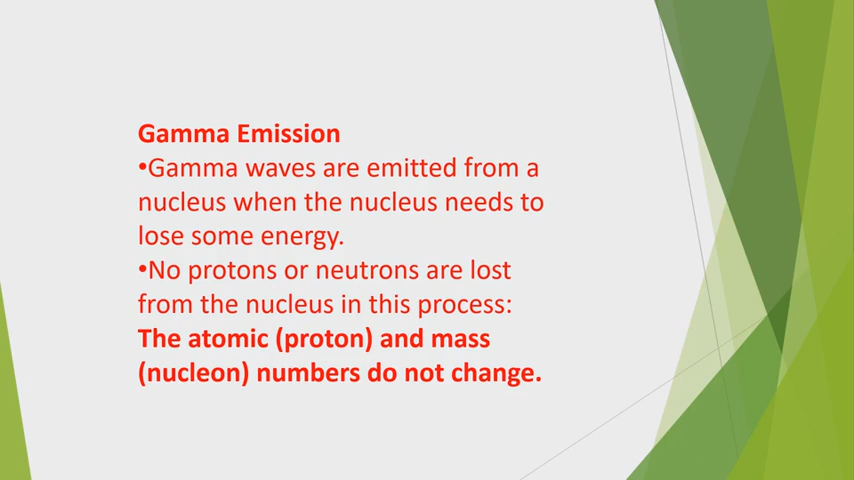 Gamma Emission
•Gamma waves are emitted from a
nucleus when the nucleus needs to
lose some energy.
•No protons or neutrons are lost
from the nucleus in this process:
The atomic (proton) and mass
(nucleon) numbers do not change.